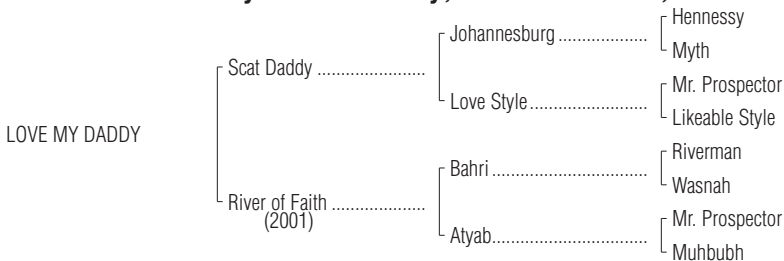 Hennessy
Johannesburg ...................
Myth
Scat Daddy .......................
Mr. Prospector
Love Style.........................
Likeable Style
LOVE MY DADDY
Riverman
Bahri.................................
Wasnah
River of Faith ....................
(2001)
Mr. Prospector
Atyab.................................
Muhbubh